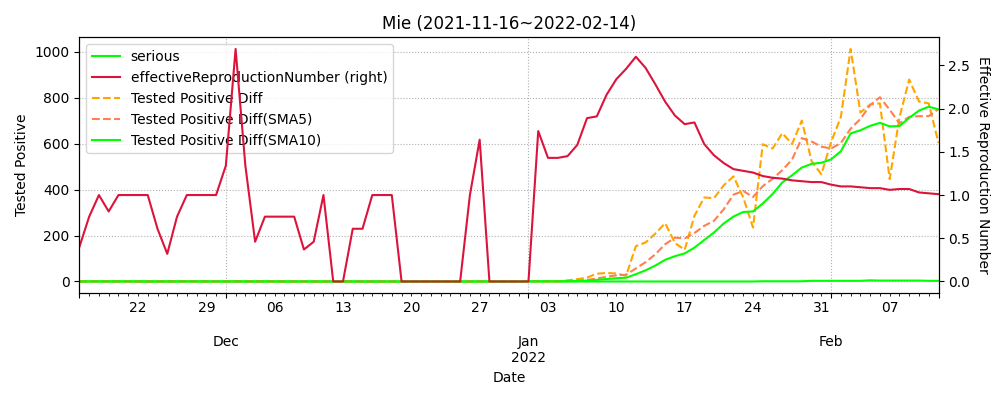 Mie (2021-11-16~2022-02-14)
serious
effectiveReproductionNumber (right)
Tested Positive Diff
Tested Positive Diff(SMA5)
Tested Positive Diff(SMA10)
Tested Positive
1000
800
600
400
200
0
Effective Reproduction Number
2.5
2.0
1.5
1.0
0.5
0.0
22 29 06 13 20 27 03 10 17 24 31 07
Dec Jan Feb
2022
Date